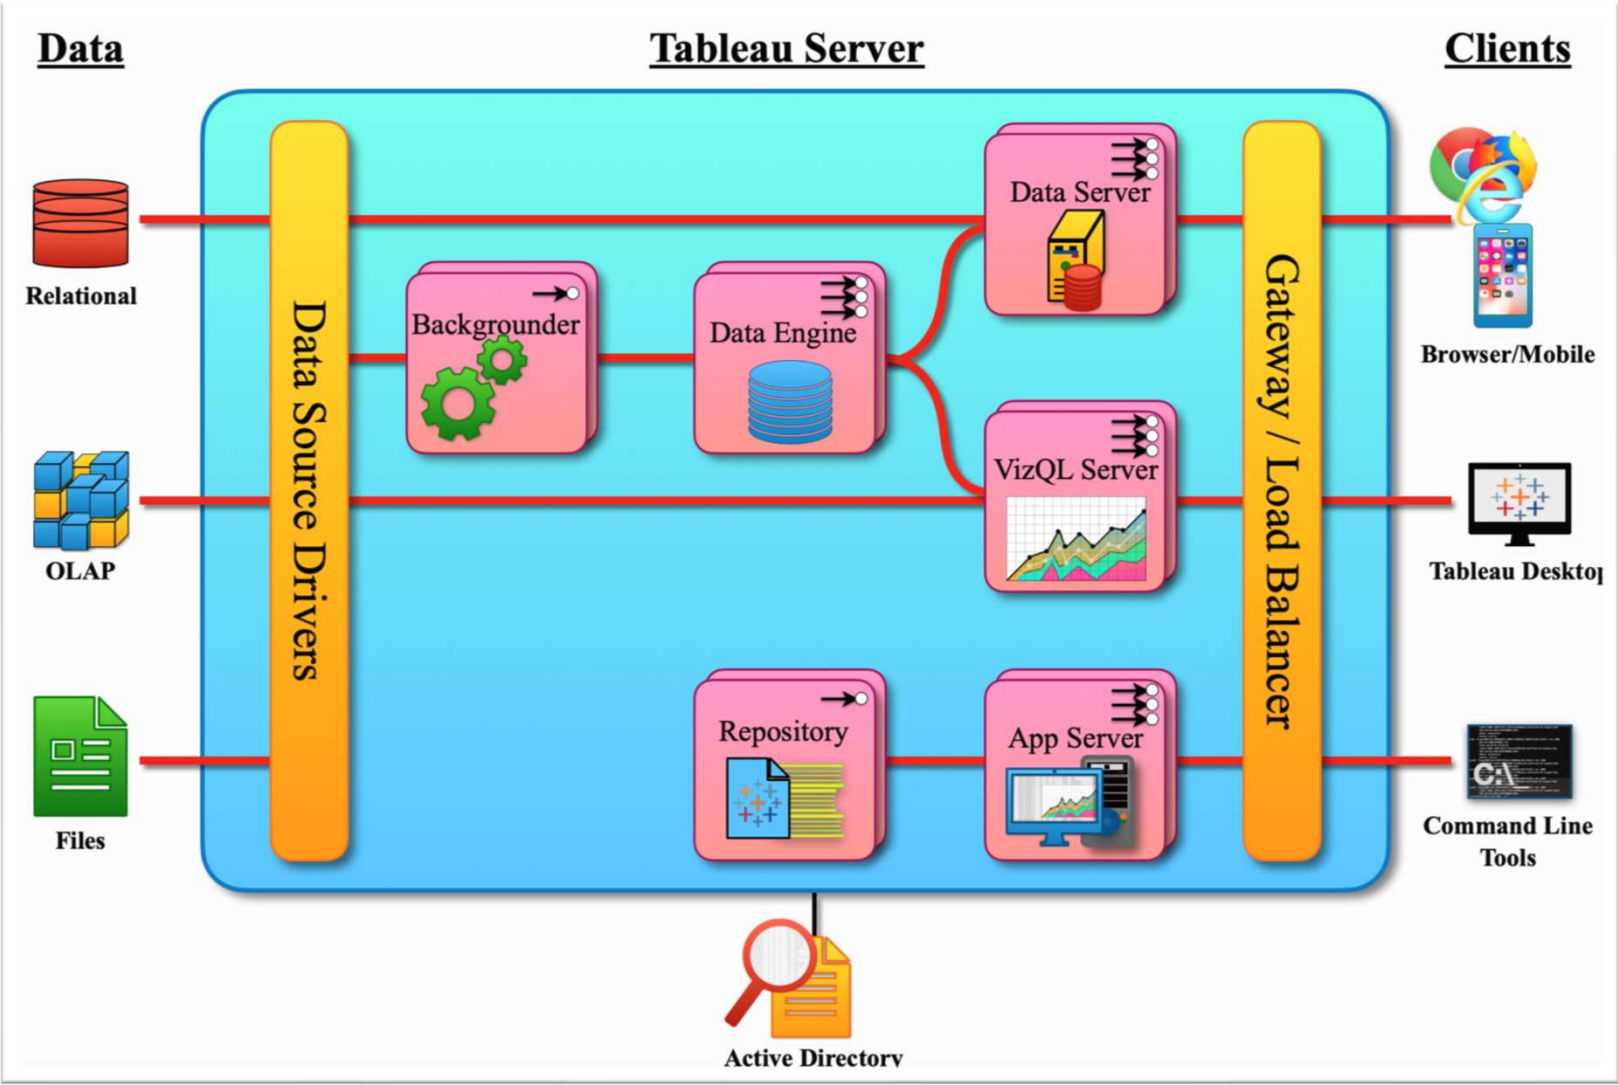 Data
Tableau Server
Clients
Relational
OLAP
Files
Data Source Drivers
Backgrounder
Data Engine
Data Server
VizQL Server
Repository
App Server
Gateway / Load Balancer
Browser/Mobile
Tableau Desktop
C:\
Command Line
Tools
Active Directory